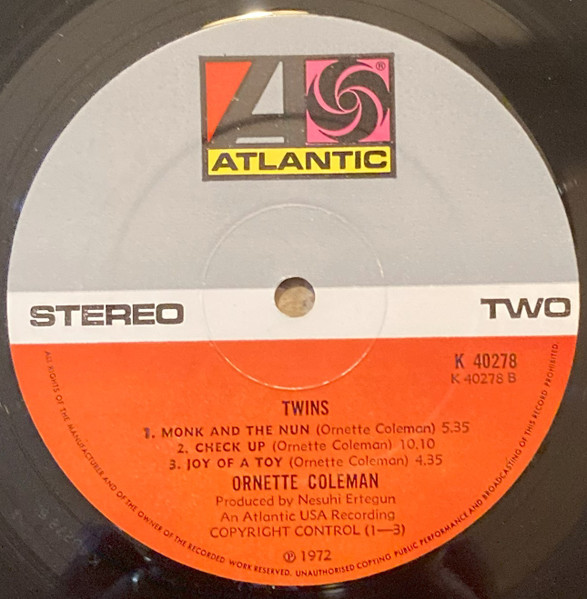 ®
ATLANTIC
STEREO
TWO
K 40278
K 40278 B
TWINS
1. MONK AND THE NUN (Ornette Coleman) 5.35
2. CHECK UP (Ornette Coleman) 10.10
3. JOY OF A TOY (Ornette Coleman) 4.35
ORNETTE COLEMAN
Produced by Nesuhi Ertegun
An Atlantic USA Recording
COPYRIGHT CONTROL (1—3)
℗ 1972
ALL RIGHTS OF THE MANUFACTURER AND OF THE OWNER OF THE RECORDED WORK RESERVED. UNAUTHORISED COPYING PUBLIC PERFORMANCE AND BROADCASTING OF THIS RECORD PROHIBITED.